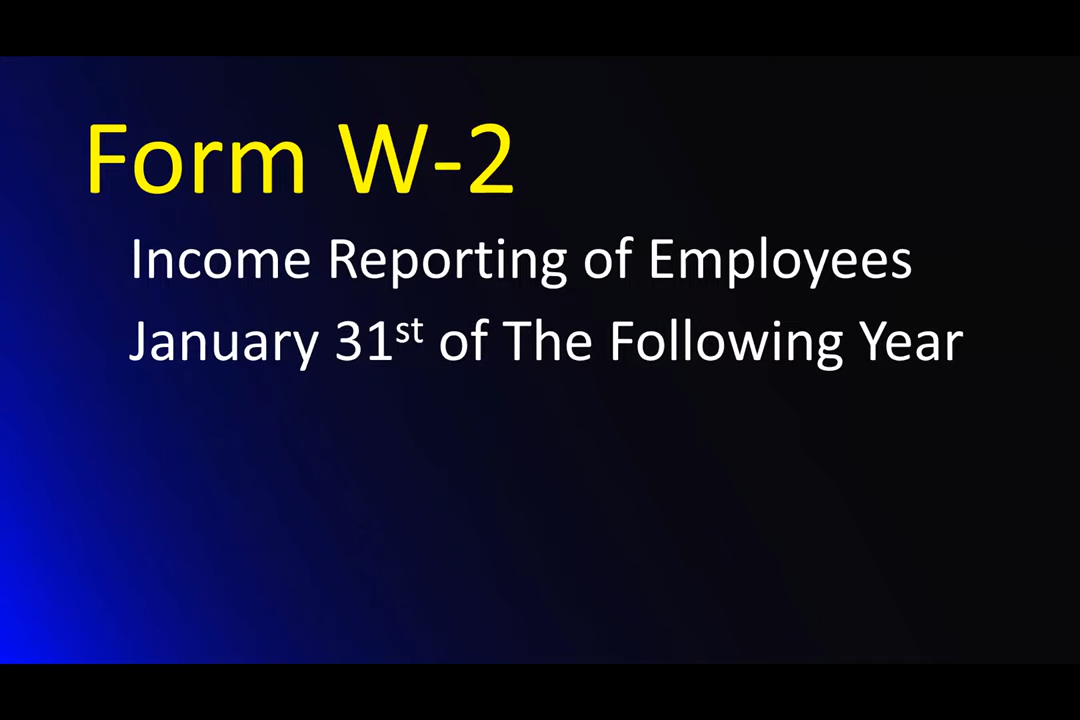 Form W-2
Income Reporting of Employees
January 31st of The Following Year